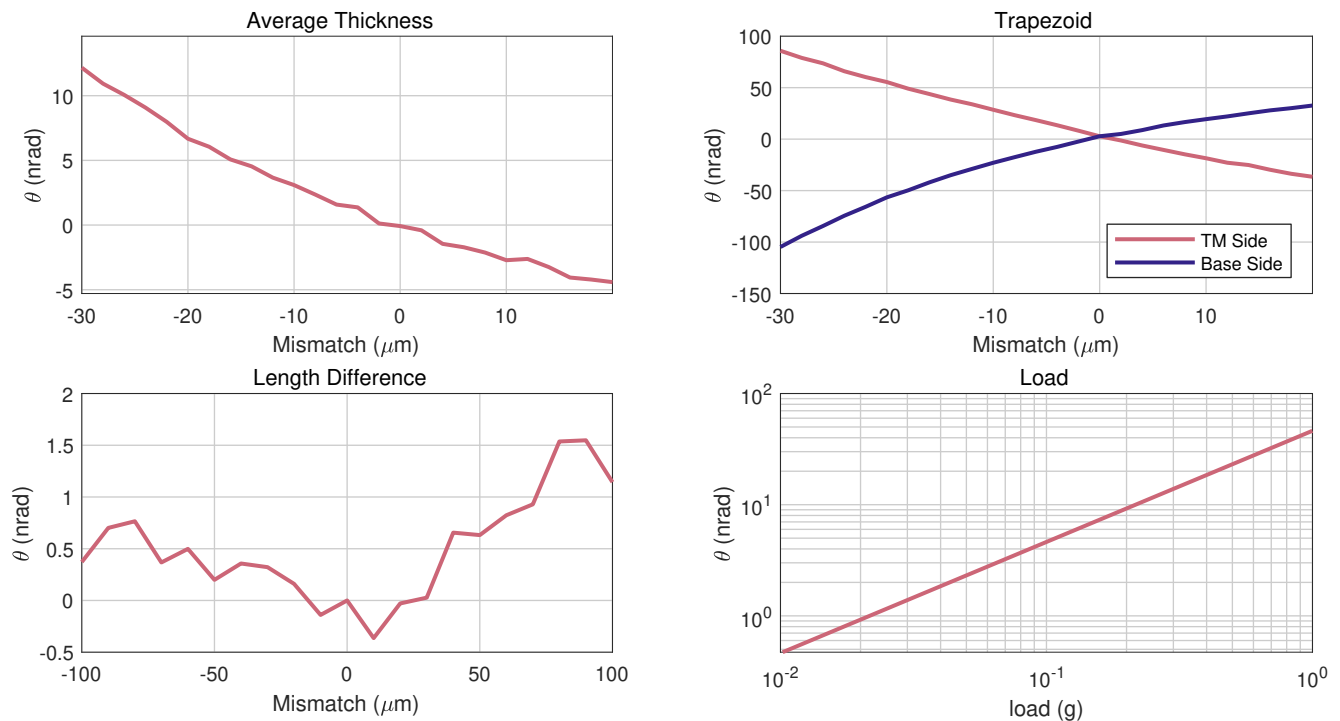 Average Thickness
θ (nrad)
10
5
0
-5
-30
-20
-10
0
10
Mismatch (μm)
Trapezoid
θ (nrad)
100
50
0
-50
-100
-150
TM Side
Base Side
-30
-20
-10
0
10
Mismatch (μm)
Length Difference
θ (nrad)
2
1.5
1
0.5
0
-0.5
-100
-50
0
50
100
Mismatch (μm)
Load
θ (nrad)
10²
10¹
10⁰
10⁻²
10⁻¹
10⁰
load (g)